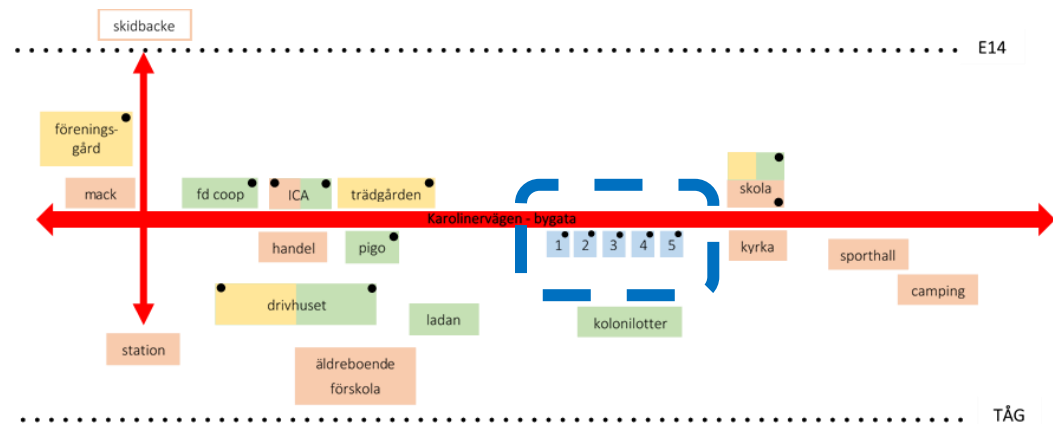 skidbacke
E14
förenings-
gård
mack
fd coop
ICA
trädgården
skola
Karolinervägen - bygata
handel
pigo
1 2 3 4 5
kyrka
sporthall
camping
drivhuset
ladan
kolonilotter
station
äldreboende
förskola
TÅG